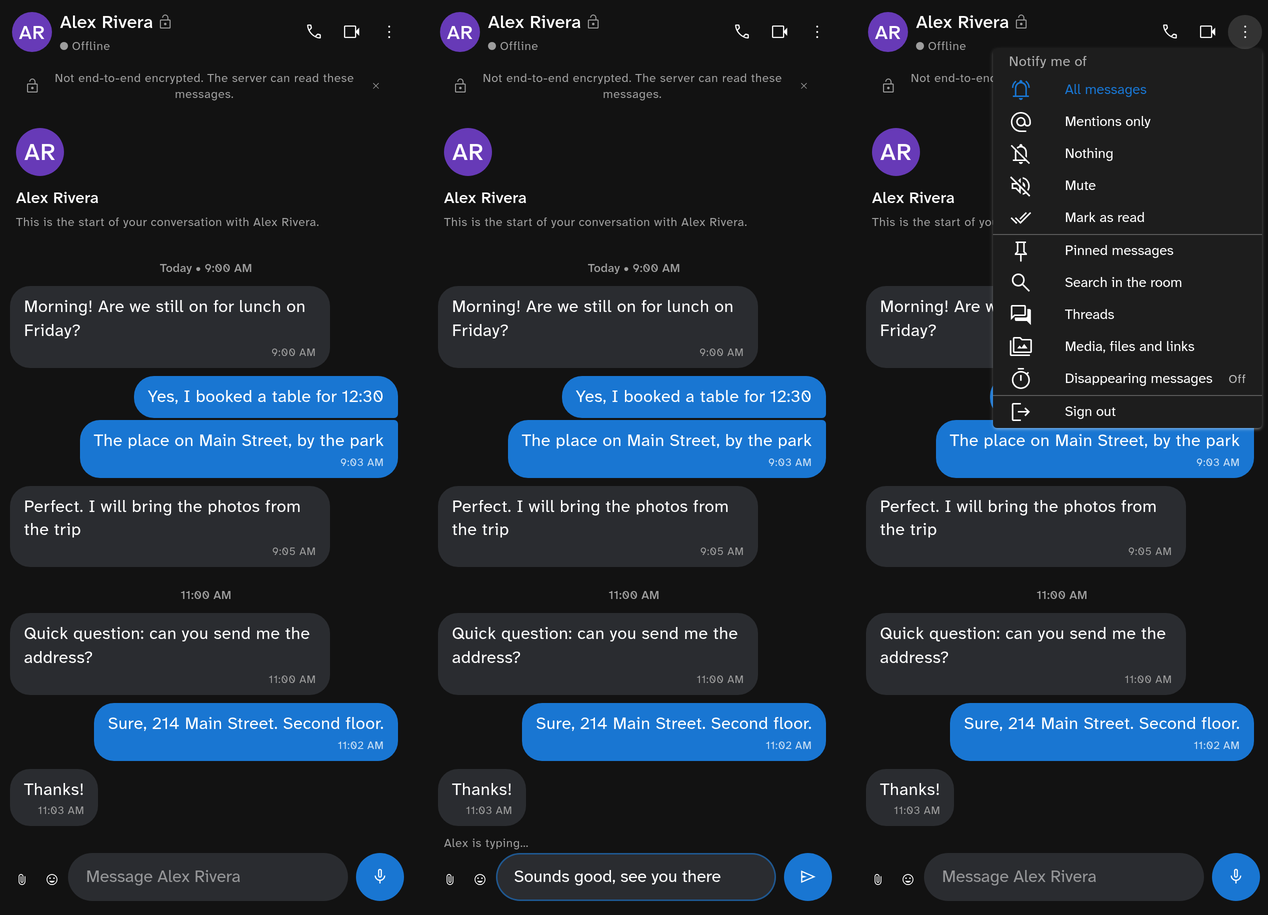 AR
Alex Rivera
Offline
Not end-to-end encrypted. The server can read these
messages.
AR
Alex Rivera
This is the start of your conversation with Alex Rivera.
Today • 9:00 AM
Morning! Are we still on for lunch on
Friday?
9:00 AM
Yes, I booked a table for 12:30
The place on Main Street, by the park
9:03 AM
Perfect. I will bring the photos from
the trip
9:05 AM
11:00 AM
Quick question: can you send me the
address?
11:00 AM
Sure, 214 Main Street. Second floor.
11:02 AM
Thanks!
11:03 AM
Message Alex Rivera
AR
Alex Rivera
Offline
Not end-to-end encrypted. The server can read these
messages.
AR
Alex Rivera
This is the start of your conversation with Alex Rivera.
Today • 9:00 AM
Morning! Are we still on for lunch on
Friday?
9:00 AM
Yes, I booked a table for 12:30
The place on Main Street, by the park
9:03 AM
Perfect. I will bring the photos from
the trip
9:05 AM
11:00 AM
Quick question: can you send me the
address?
11:00 AM
Sure, 214 Main Street. Second floor.
11:02 AM
Thanks!
11:03 AM
Alex is typing...
Sounds good, see you there
AR
Alex Rivera
Offline
Not end-to-enc
AR
Alex Rivera
This is the start of yo
Morning! Are w
Friday?
Notify me of
All messages
Mentions only
Nothing
Mute
Mark as read
Pinned messages
Search in the room
Threads
Media, files and links
Disappearing messages Off
Sign out
The place on Main Street, by the park
9:03 AM
Perfect. I will bring the photos from
the trip
9:05 AM
11:00 AM
Quick question: can you send me the
address?
11:00 AM
Sure, 214 Main Street. Second floor.
11:02 AM
Thanks!
11:03 AM
Message Alex Rivera